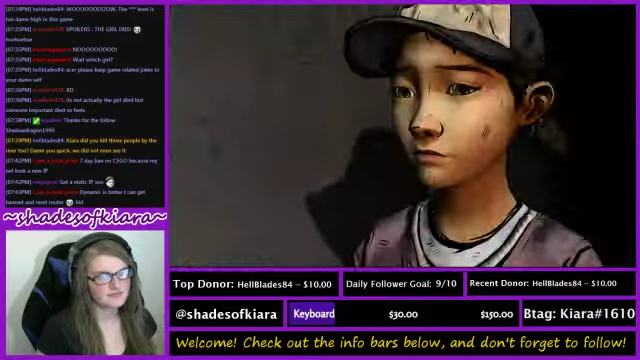 [07:34PM] hellblades84: WOOOOOOOOOW. The *** level is
too damn high in this game
[07:35PM] SPOILERS : THE GIRL DIED
huehuehue
[07:35PM] NOOOOOOOO!
[07:35PM] Wait which girl?
[07:35PM] hellblades84: ace: please keep game related jokes to
your damn self
[07:36PM] XD
[07:36PM] its not actually the girl died but
someone important died so feels
[07:38PM] Thanks for the follow
Shadowdragon1999
[07:39PM] hellblades84: Kiara did you kill those people by the
river too? Damn you quick, we did not even see it
[07:42PM] 7 day ban on CSGO because my
net took a new IP
[07:42PM] Get a static IP son
[07:43PM] Dynamic is better I can get
banned and reset router kid
~shadesofkiara~
Top Donor: HellBlades84 -- $10.00
Daily Follower Goal: 9/10
Recent Donor: HellBlades84 -- $10.00
@shadesofkiara
Keyboard
$30.00
$150.00
Btag: Kiara#1610
Welcome! Check out the info bars below, and don't forget to follow!